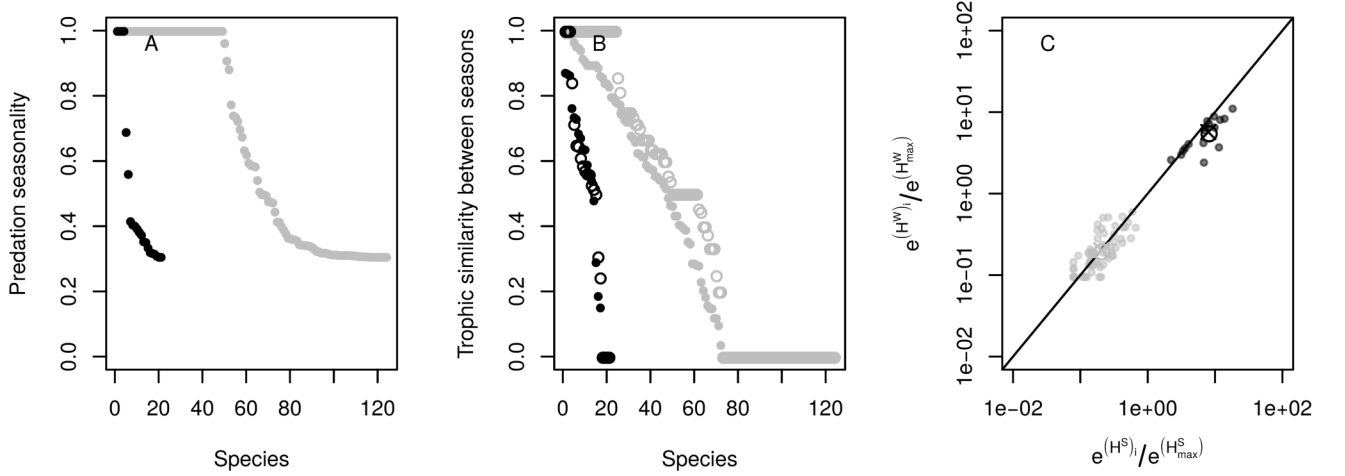 A
Predation seasonality
1.0
0.8
0.6
0.4
0.2
0.0
0 20 40 60 80 120
Species
B
Trophic similarity between seasons
1.0
0.8
0.6
0.4
0.2
0.0
0 20 40 60 80 120
Species
C
e^(H^W)_i/e^(H^W_max)
1e+02
1e+01
1e+00
1e−01
1e−02
1e−02 1e+00 1e+02
e^(H^S)_i/e^(H^S_max)